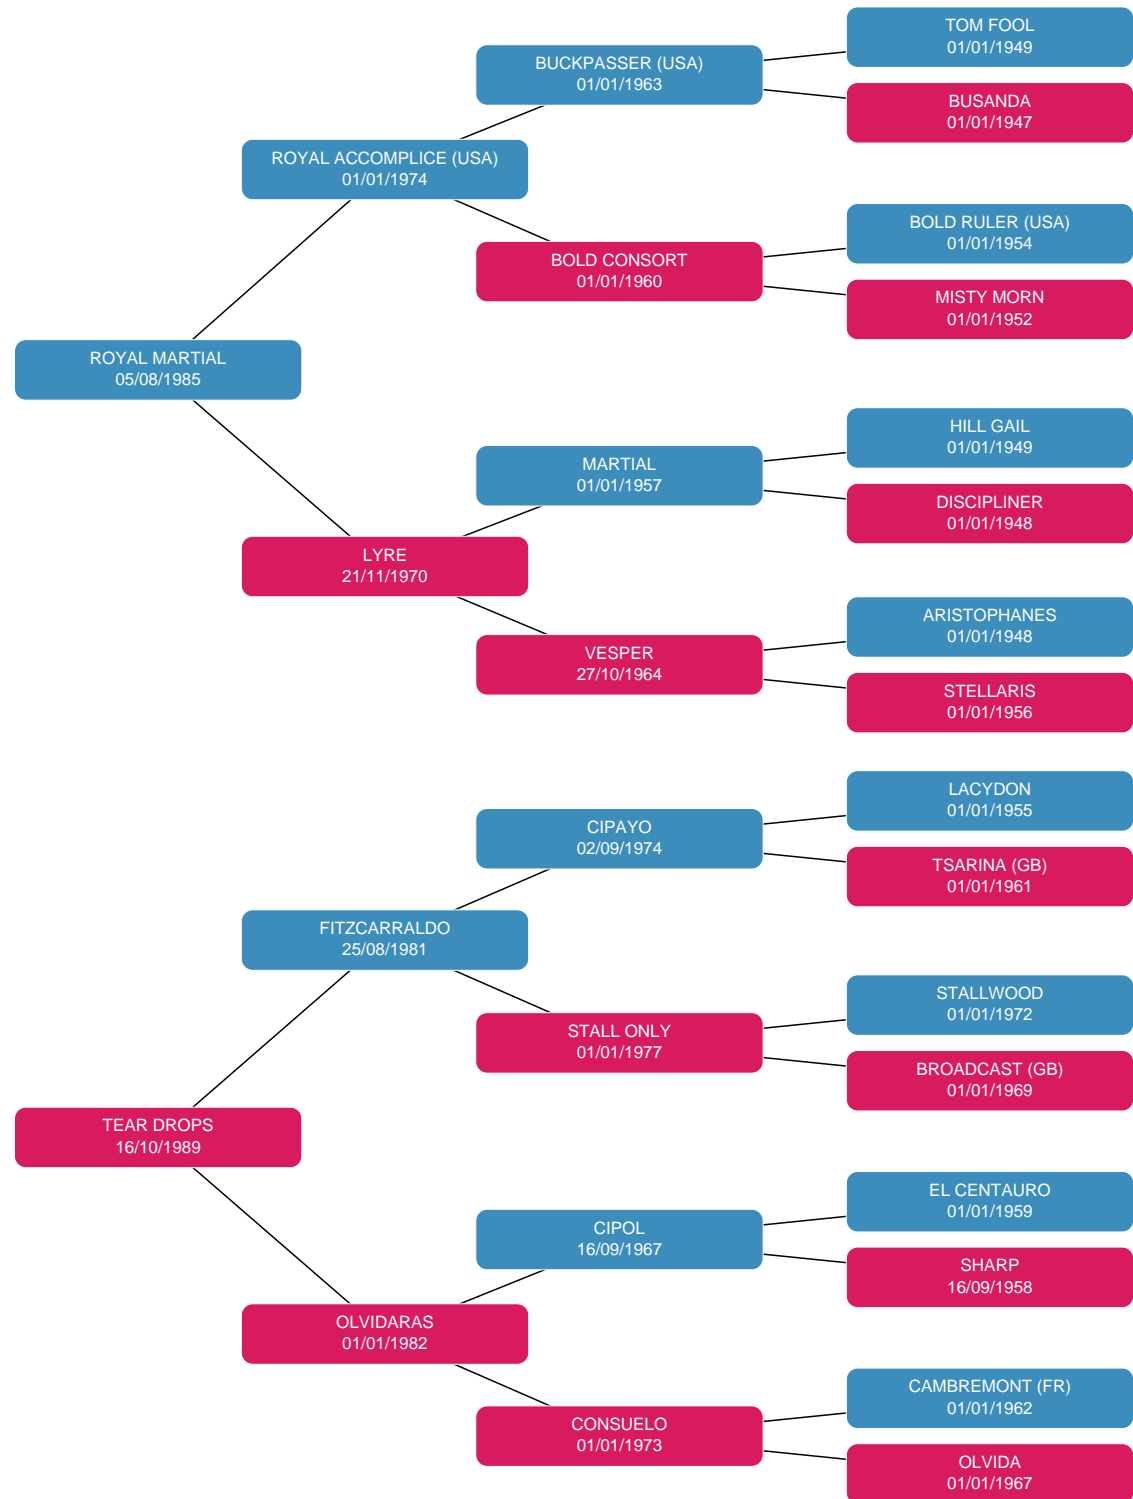 TOM FOOL
01/01/1949
BUCKPASSER (USA)
01/01/1963
BUSANDA
01/01/1947
ROYAL ACCOMPLICE (USA)
01/01/1974
BOLD RULER (USA)
01/01/1954
BOLD CONSORT
01/01/1960
MISTY MORN
01/01/1952
ROYAL MARTIAL
05/08/1985
HILL GAIL
01/01/1949
MARTIAL
01/01/1957
DISCIPLINER
01/01/1948
LYRE
21/11/1970
ARISTOPHANES
01/01/1948
VESPER
27/10/1964
STELLARIS
01/01/1956
LACYDON
01/01/1955
CIPAYO
02/09/1974
TSARINA (GB)
01/01/1961
FITZCARRALDO
25/08/1981
STALLWOOD
01/01/1972
STALL ONLY
01/01/1977
BROADCAST (GB)
01/01/1969
TEAR DROPS
16/10/1989
EL CENTAURO
01/01/1959
CIPOL
16/09/1967
SHARP
16/09/1958
OLVIDARAS
01/01/1982
CAMBREMONT (FR)
01/01/1962
CONSUELO
01/01/1973
OLVIDA
01/01/1967